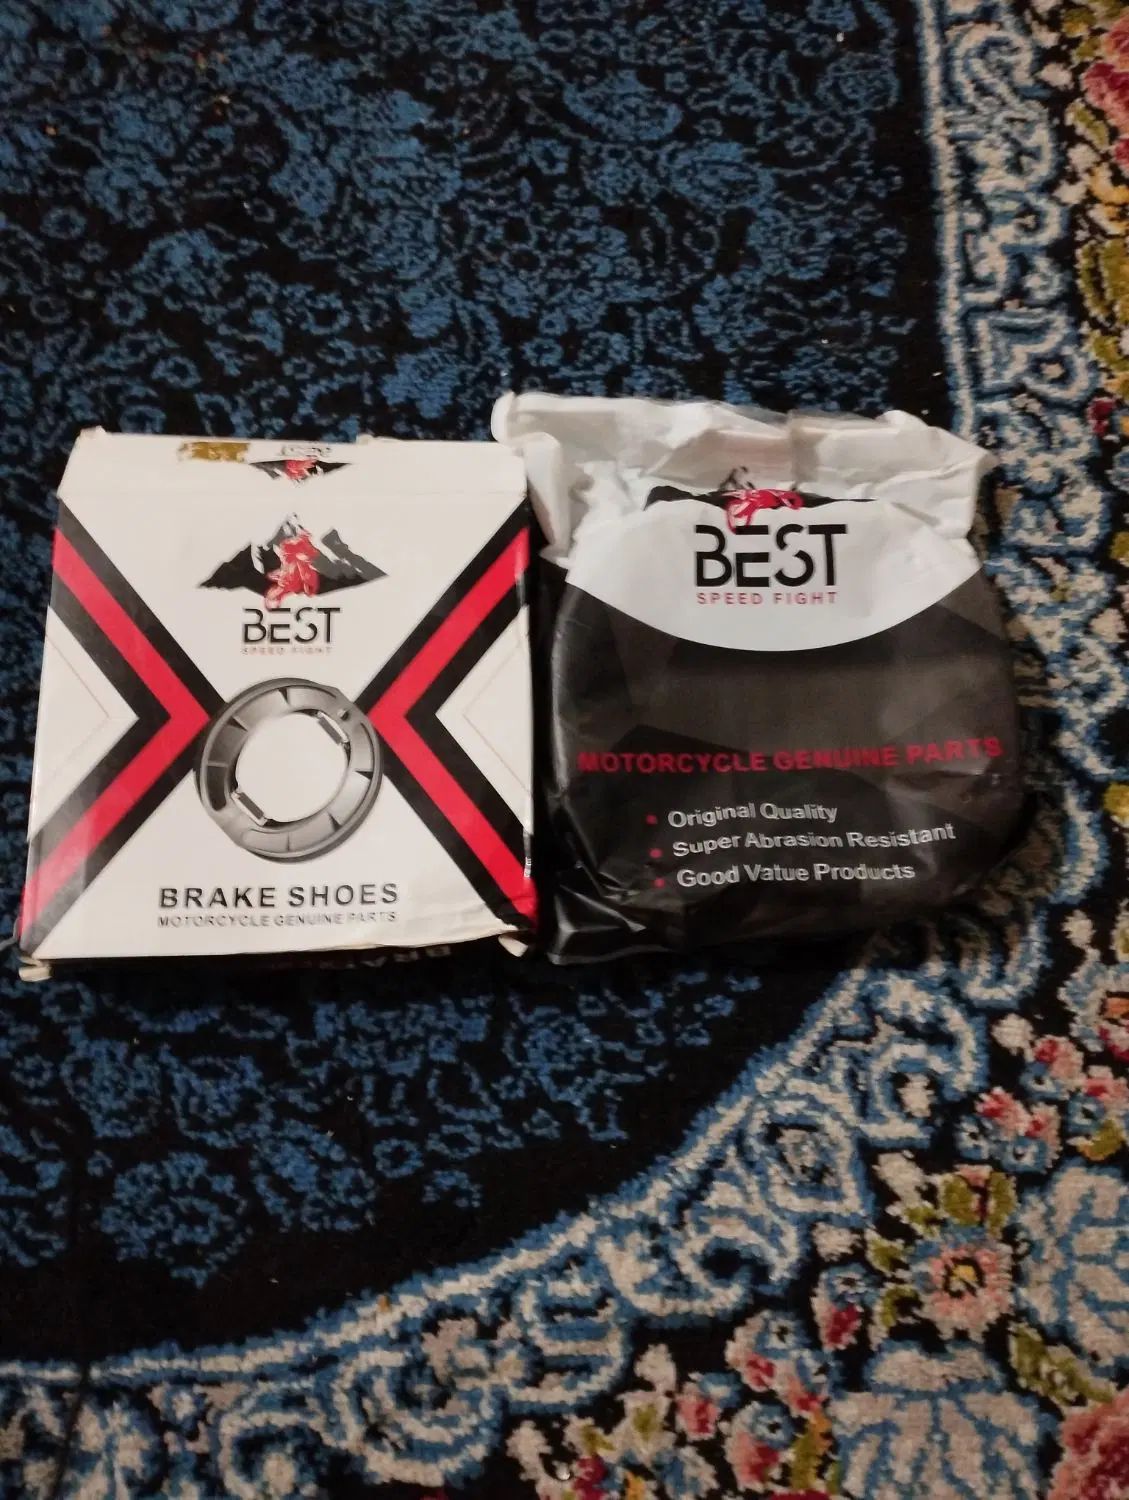 BEST
SPEED FIGHT
BRAKE SHOES
MOTORCYCLE GENUINE PARTS
BEST
SPEED FIGHT
MOTORCYCLE GENUINE PARTS
Original Quality
Super Abrasion Resistant
Good Vatue Products